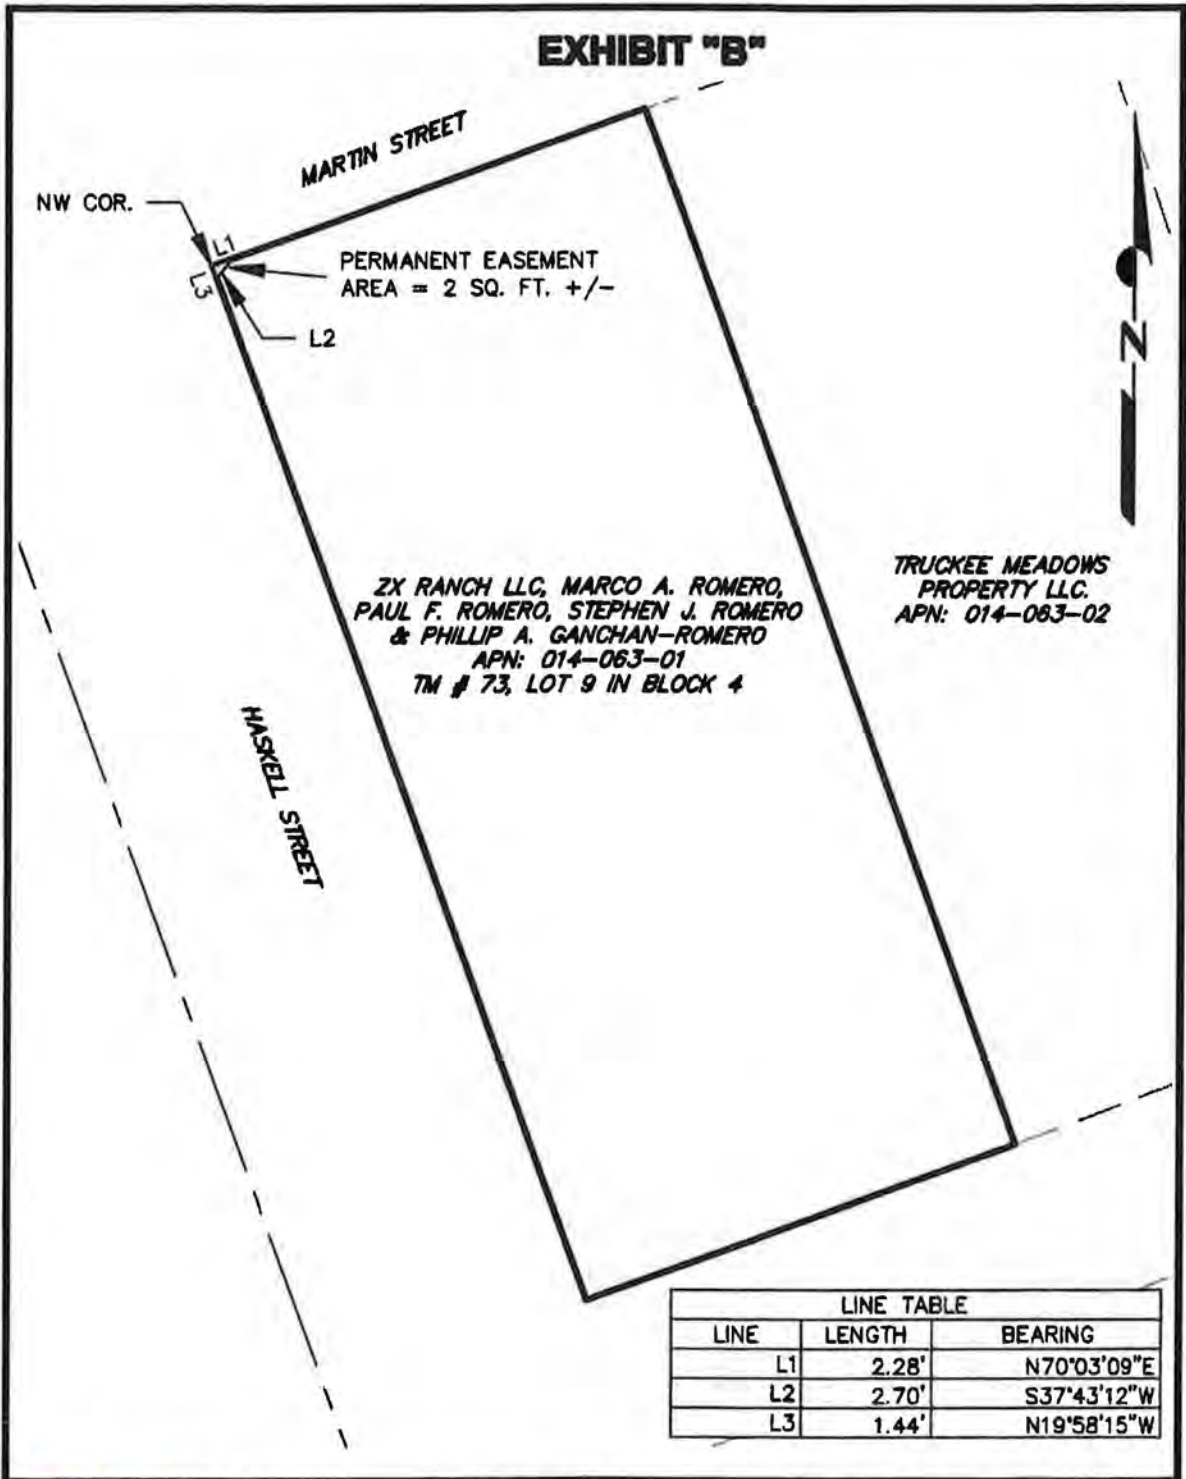 EXHIBIT "B"
MARTIN STREET
NW COR.
L1
L3
PERMANENT EASEMENT
AREA = 2 SQ. FT. +/-
L2
N
ZX RANCH LLC, MARCO A. ROMERO,
PAUL F. ROMERO, STEPHEN J. ROMERO
& PHILLIP A. GANCHAN-ROMERO
APN: 014-063-01
TM # 73, LOT 9 IN BLOCK 4
TRUCKEE MEADOWS
PROPERTY LLC.
APN: 014-063-02
HASKELL STREET
LINE TABLE
LINE LENGTH BEARING
L1 2.28' N70°03'09"E
L2 2.70' S37°43'12"W
L3 1.44' N19°58'15"W